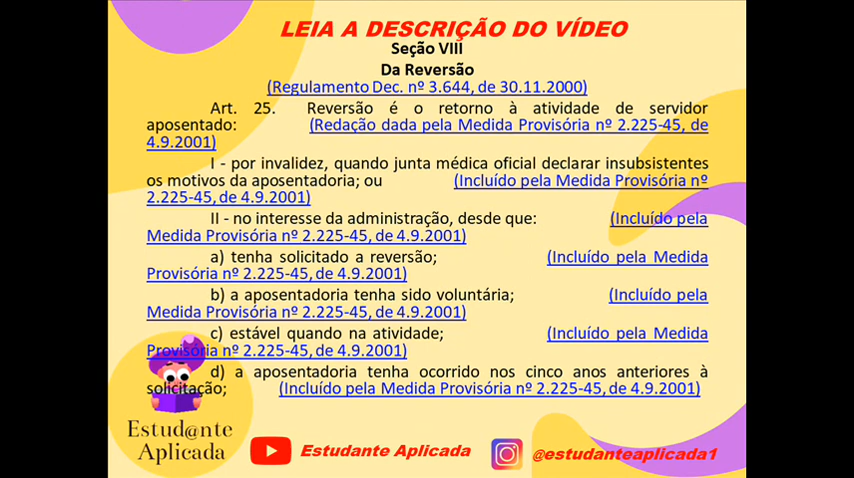 LEIA A DESCRIÇÃO DO VÍDEO
Seção VIII
Da Reversão
(Regulamento Dec. nº 3.644, de 30.11.2000)
Art. 25. Reversão é o retorno à atividade de servidor
aposentado: (Redação dada pela Medida Provisória nº 2.225-45, de
4.9.2001)
I - por invalidez, quando junta médica oficial declarar insubsistentes
os motivos da aposentadoria; ou (Incluído pela Medida Provisória nº
2.225-45, de 4.9.2001)
II - no interesse da administração, desde que: (Incluído pela
Medida Provisória nº 2.225-45, de 4.9.2001)
a) tenha solicitado a reversão; (Incluído pela Medida
Provisória nº 2.225-45, de 4.9.2001)
b) a aposentadoria tenha sido voluntária; (Incluído pela
Medida Provisória nº 2.225-45, de 4.9.2001)
c) estável quando na atividade; (Incluído pela Medida
Provisória nº 2.225-45, de 4.9.2001)
d) a aposentadoria tenha ocorrido nos cinco anos anteriores à
solicitação; (Incluído pela Medida Provisória nº 2.225-45, de 4.9.2001)
Estud@nte
Aplicada
Estudante Aplicada
@estudanteaplicada1